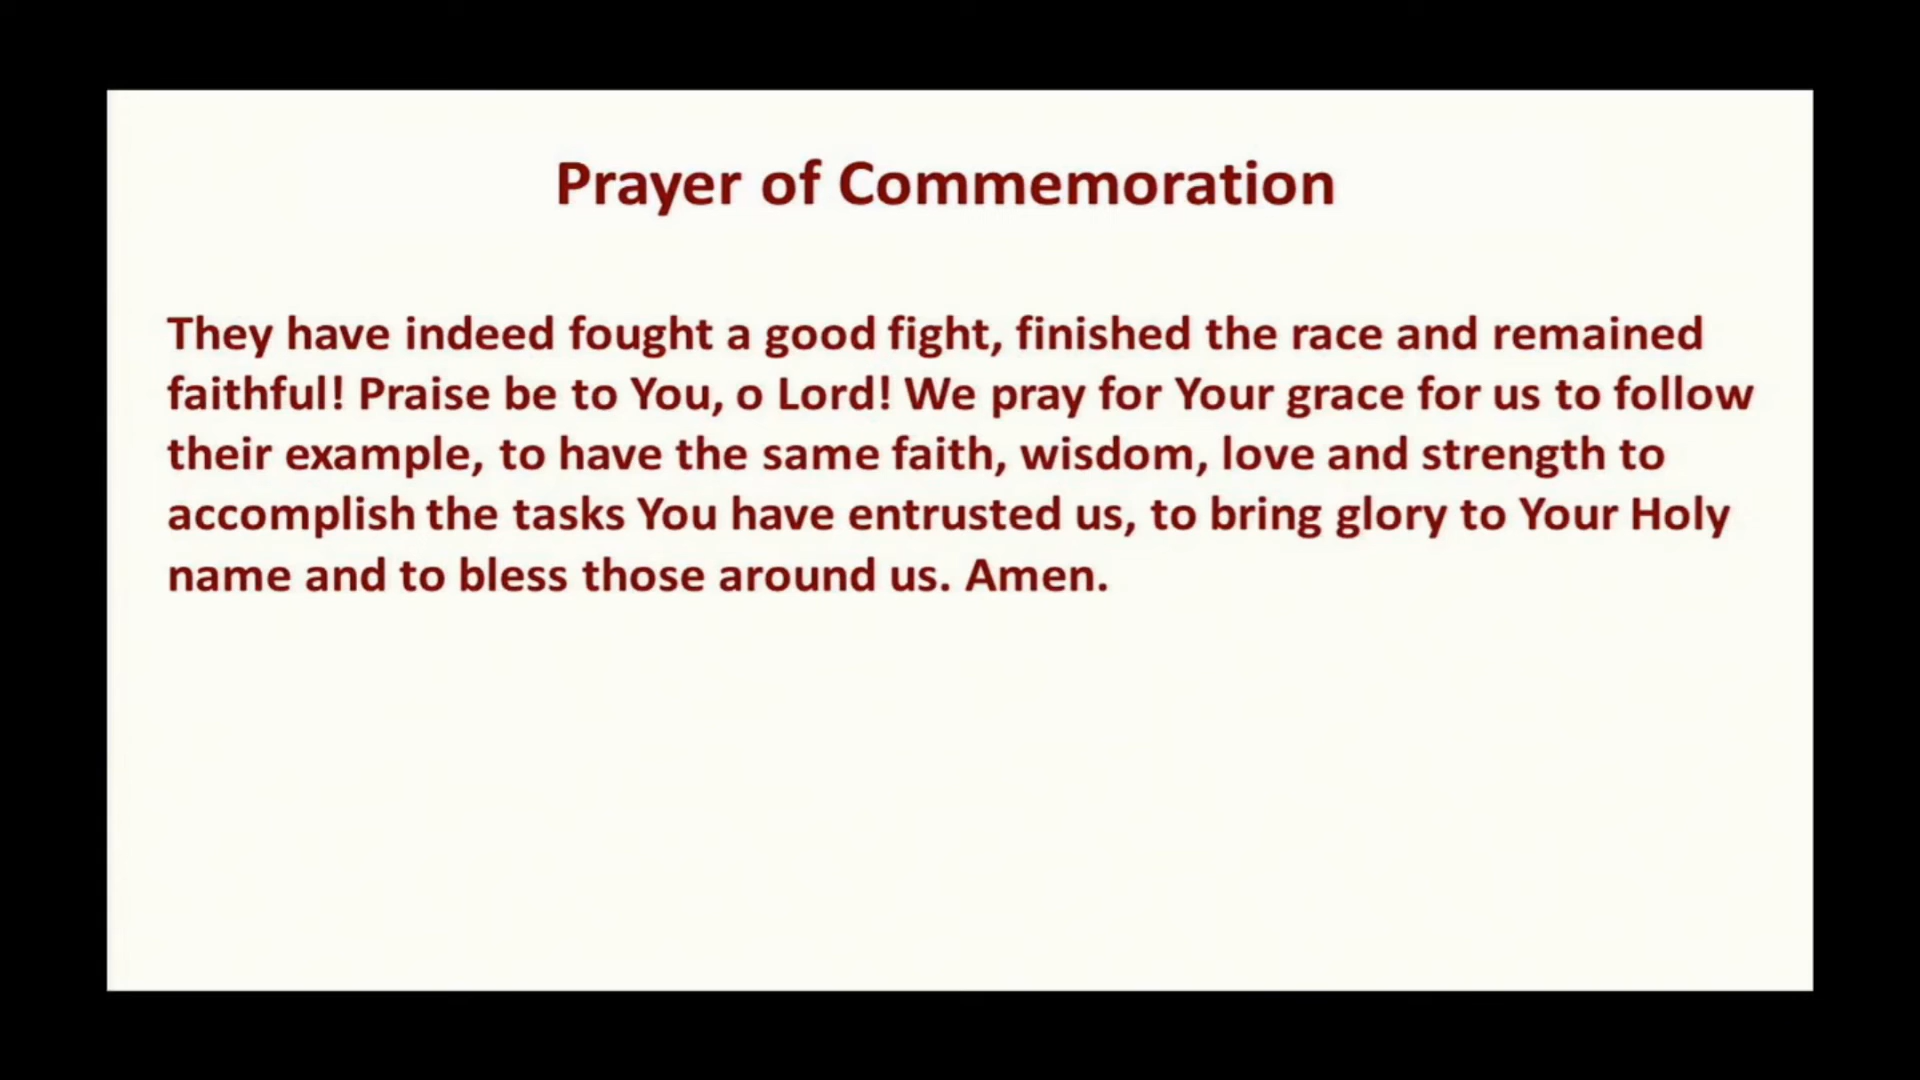 Prayer of Commemoration
They have indeed fought a good fight, finished the race and remained
faithful! Praise be to You, o Lord! We pray for Your grace for us to follow
their example, to have the same faith, wisdom, love and strength to
accomplish the tasks You have entrusted us, to bring glory to Your Holy
name and to bless those around us. Amen.